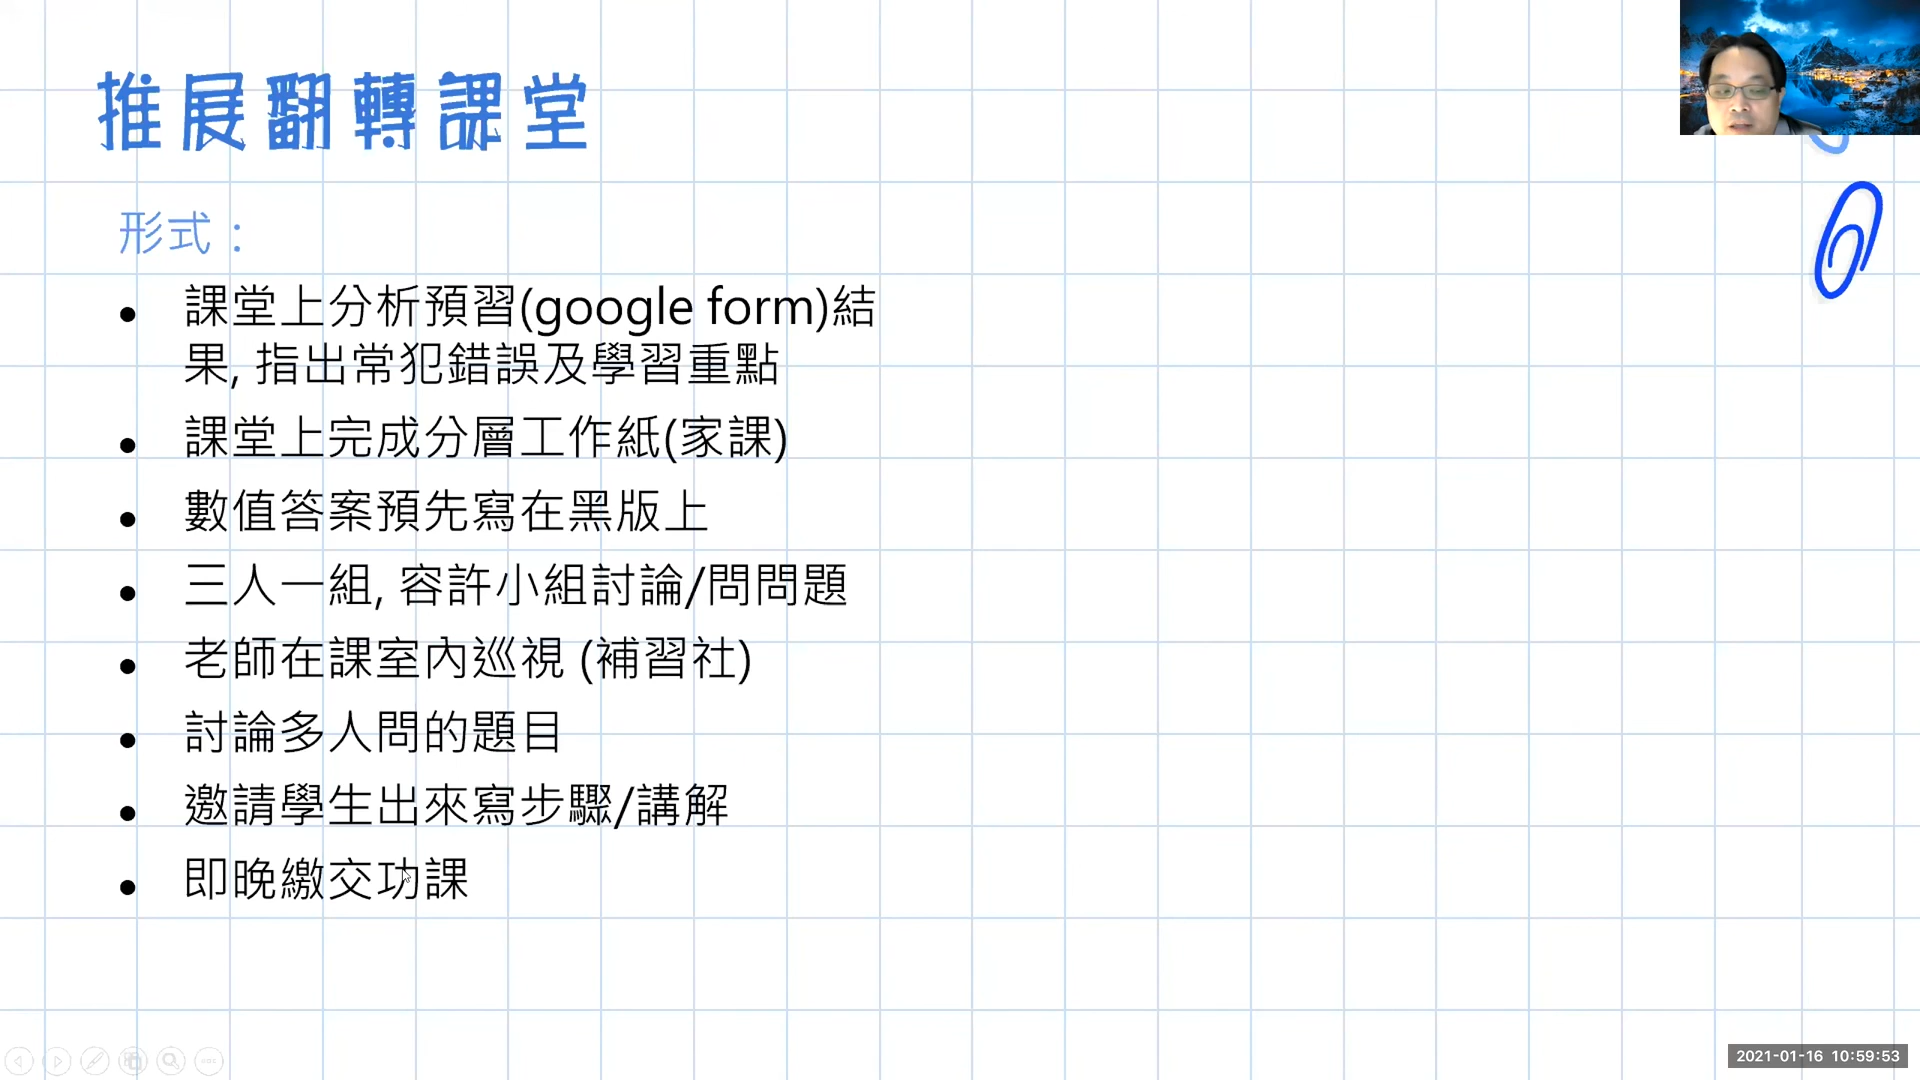 推展翻轉課堂
形式：
• 課堂上分析預習(google form)結
果, 指出常犯錯誤及學習重點
• 課堂上完成分層工作紙(家課)
• 數值答案預先寫在黑版上
• 三人一組, 容許小組討論/問問題
• 老師在課室內巡視 (補習社)
• 討論多人問的題目
• 邀請學生出來寫步驟/講解
• 即晚繳交功課
2021-01-16 10:59:53